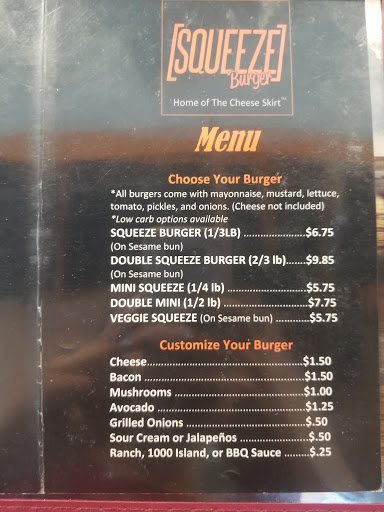 [SQUEEZE]
Burger
Home of The Cheese Skirt™
Menu
Choose Your Burger
*All burgers come with mayonnaise, mustard, lettuce,
tomato, pickles, and onions. (Cheese not included)
*Low carb options available
SQUEEZE BURGER (1/3LB) ....................$6.75
(On Sesame bun)
DOUBLE SQUEEZE BURGER (2/3 lb)......$9.85
(On Sesame bun)
MINI SQUEEZE (1/4 lb) ..........................$5.75
DOUBLE MINI (1/2 lb) ...........................$7.75
VEGGIE SQUEEZE (On Sesame bun) ............$5.75
Customize Your Burger
Cheese..................................................$1.50
Bacon ...................................................$1.50
Mushrooms ..........................................$1.00
Avocado ...............................................$1.25
Grilled Onions ......................................$.50
Sour Cream or Jalapeños ......................$.50
Ranch, 1000 Island, or BBQ Sauce ........$.25